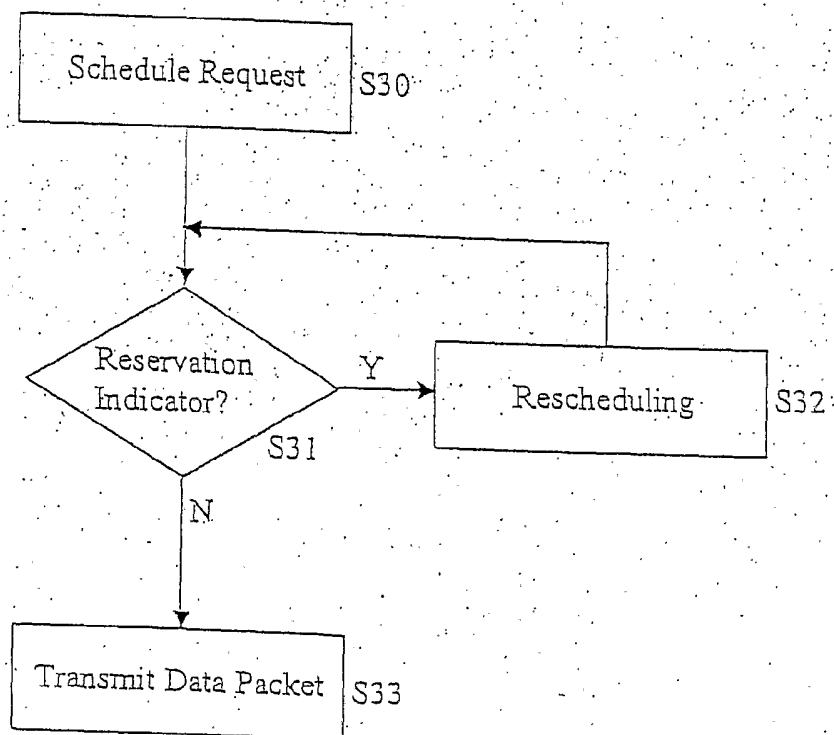 Schedule Request
S30
Reservation
Indicator?
S31
Y
Rescheduling
S32
N
Transmit Data Packet
S33